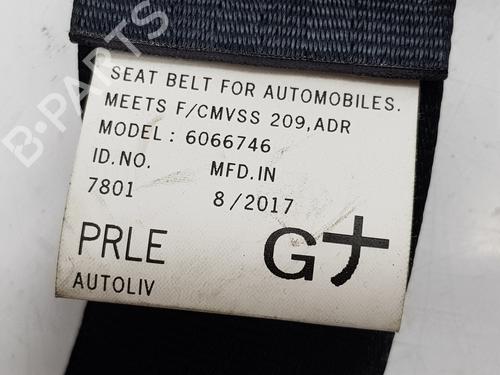 SEAT BELT FOR AUTOMOBILES.
MEETS F/CMVSS 209,ADR
MODEL : 6066746
ID.NO. MFD.IN
7801 8/2017
PRLE G
AUTOLIV
B-PARTS